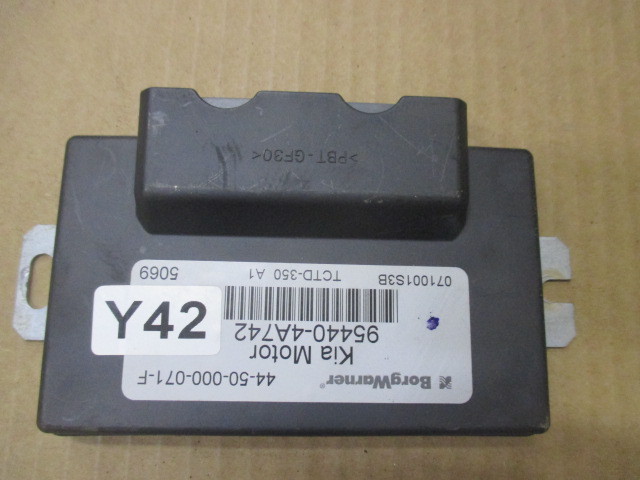 BorgWarner® 44-50-000-071-F
Kia Motor
95440-4A742
071001S3B TCTD-350 A1 5069
Y42
>PBT-GF30<